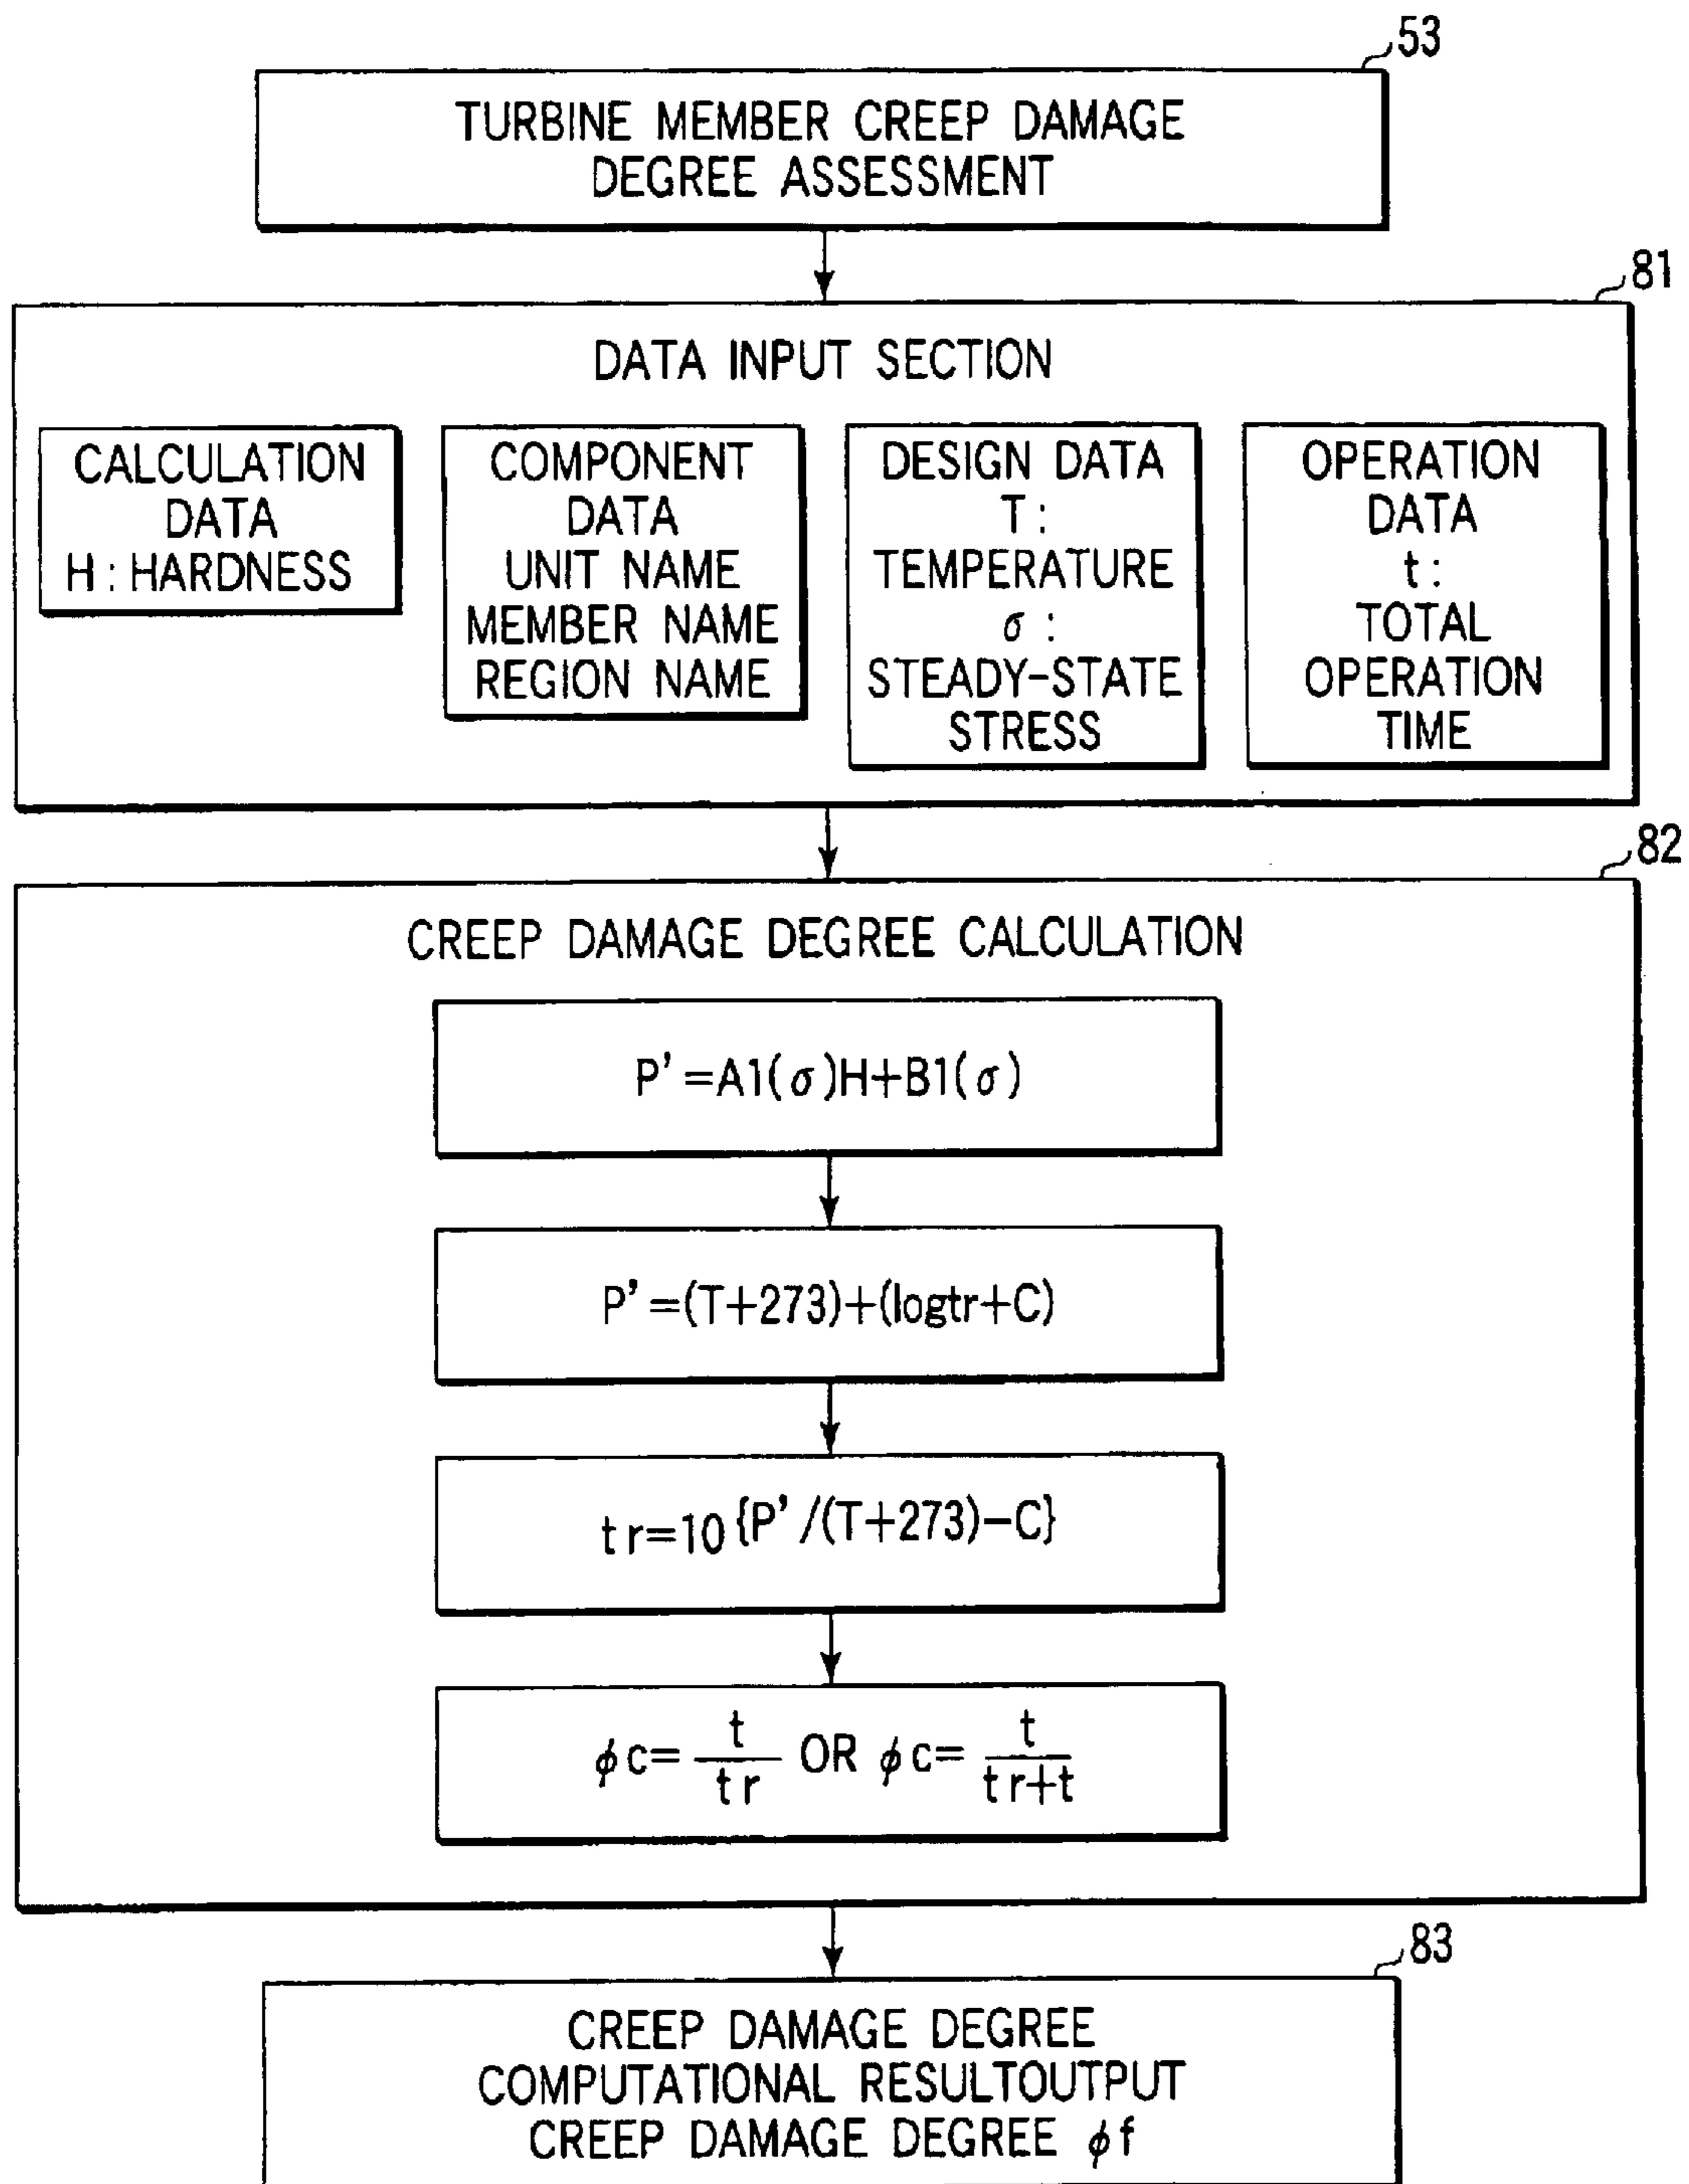 53
TURBINE MEMBER CREEP DAMAGE
DEGREE ASSESSMENT
81
DATA INPUT SECTION
CALCULATION
DATA
H : HARDNESS
COMPONENT
DATA
UNIT NAME
MEMBER NAME
REGION NAME
DESIGN DATA
T :
TEMPERATURE
σ :
STEADY-STATE
STRESS
OPERATION
DATA
t :
TOTAL
OPERATION
TIME
82
CREEP DAMAGE DEGREE CALCULATION
P'=A1(σ)H+B1(σ)
P'=(T+273)+(logtr+C)
tr=10{P'/(T+273)-C}
ϕc= t/tr OR ϕc= t/tr+t
83
CREEP DAMAGE DEGREE
COMPUTATIONAL RESULTOUTPUT
CREEP DAMAGE DEGREE ϕf